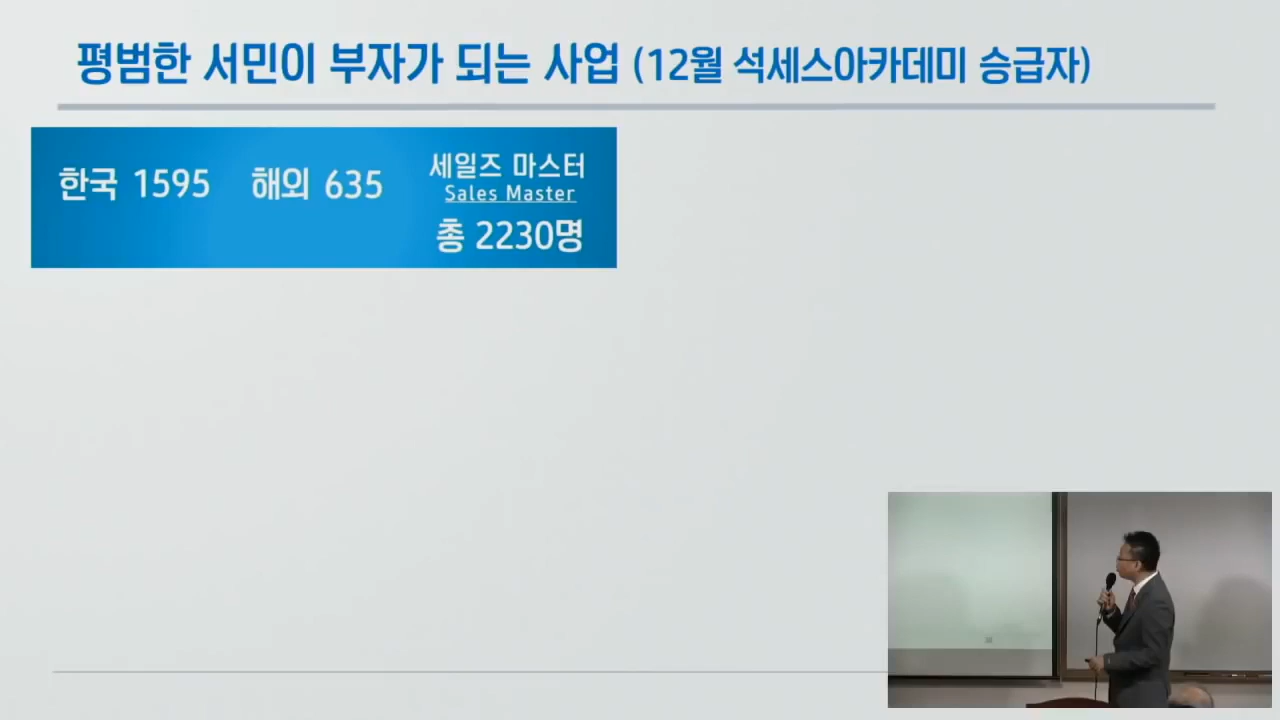 평범한 서민이 부자가 되는 사업 (12월 석세스아카데미 승급자)
한국 1595 해외 635
세일즈 마스터
Sales Master
총 2230명